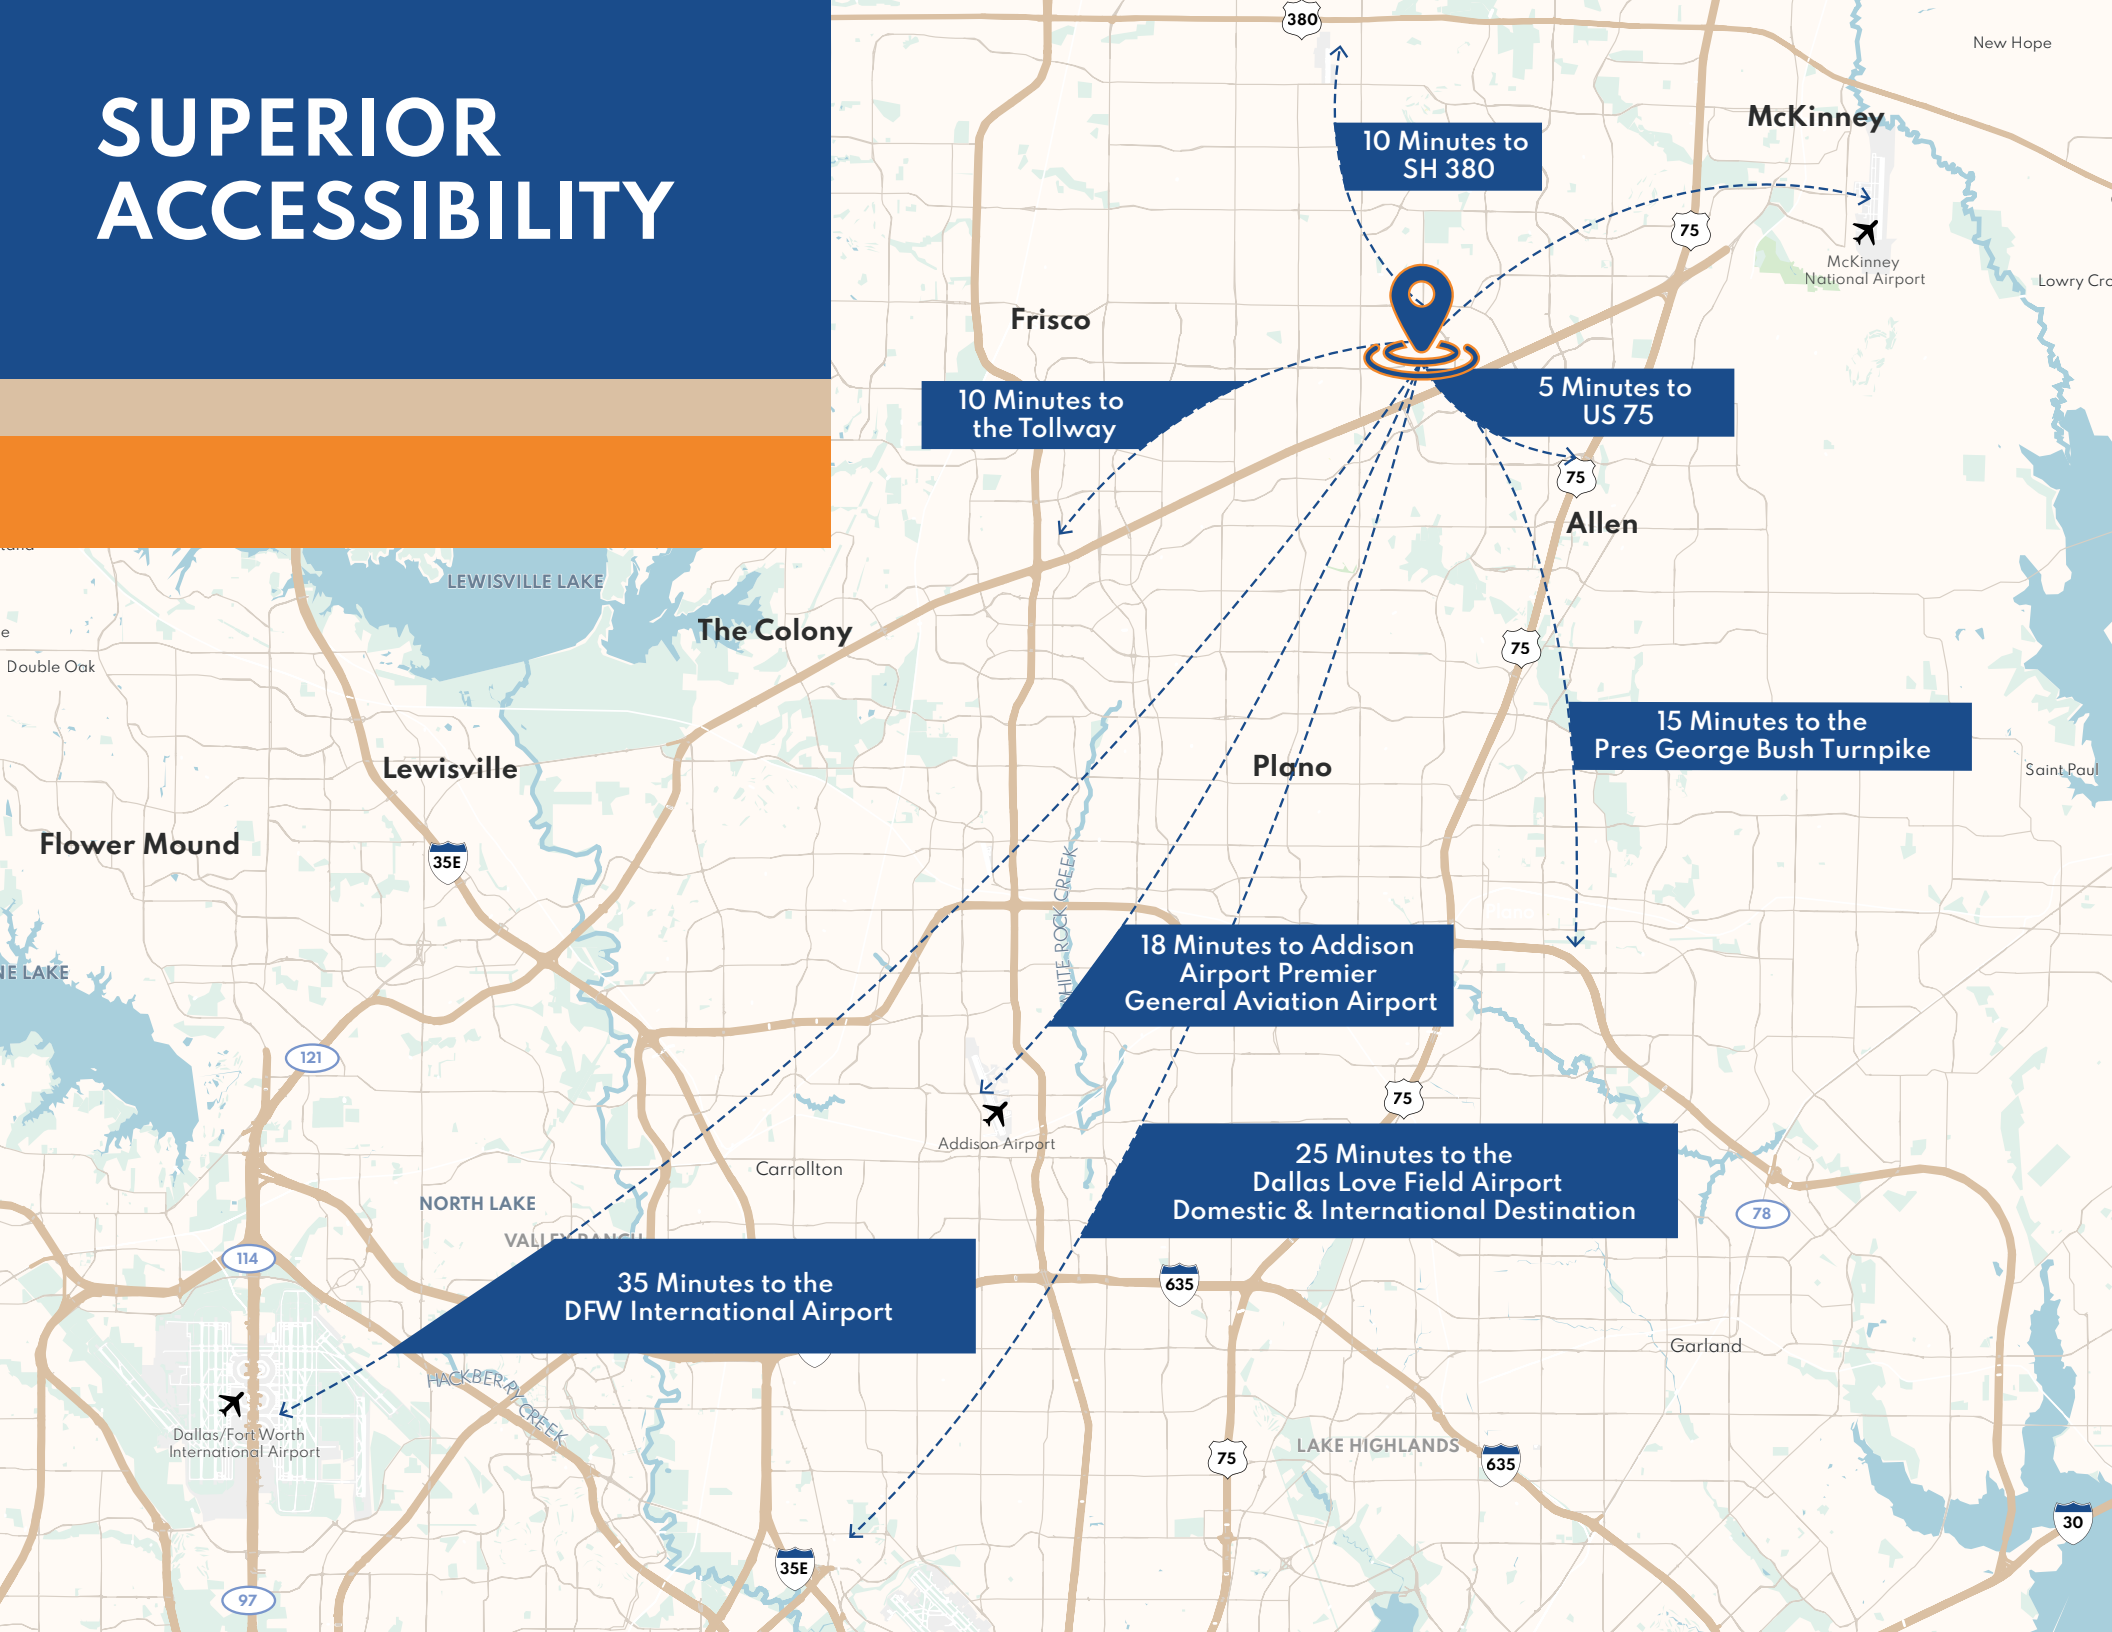 SUPERIOR
ACCESSIBILITY
380
New Hope
McKinney
10 Minutes to
SH 380
75
McKinney
National Airport
Frisco
5 Minutes to
US 75
10 Minutes to
the Tollway
75
Allen
LEWISVILLE LAKE
The Colony
75
Double Oak
15 Minutes to the
Pres George Bush Turnpike
Lewisville
Plano
Saint Paul
Flower Mound
35E
18 Minutes to Addison
Airport Premier
General Aviation Airport
121
75
Addison Airport
Carrollton
25 Minutes to the
Dallas Love Field Airport
Domestic & International Destination
NORTH LAKE
78
114
35 Minutes to the
DFW International Airport
635
Garland
HACKBERRY CREEK
Dallas/Fort Worth
International Airport
75
LAKE HIGHLANDS
635
30
35E
97